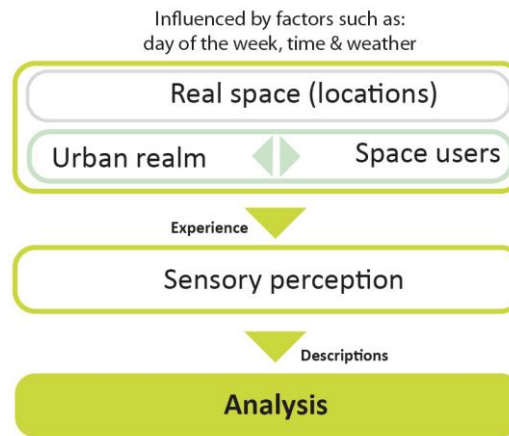 Influenced by factors such as:
day of the week, time & weather
Real space (locations)
Urban realm
Space users
Experience
Sensory perception
Descriptions
Analysis